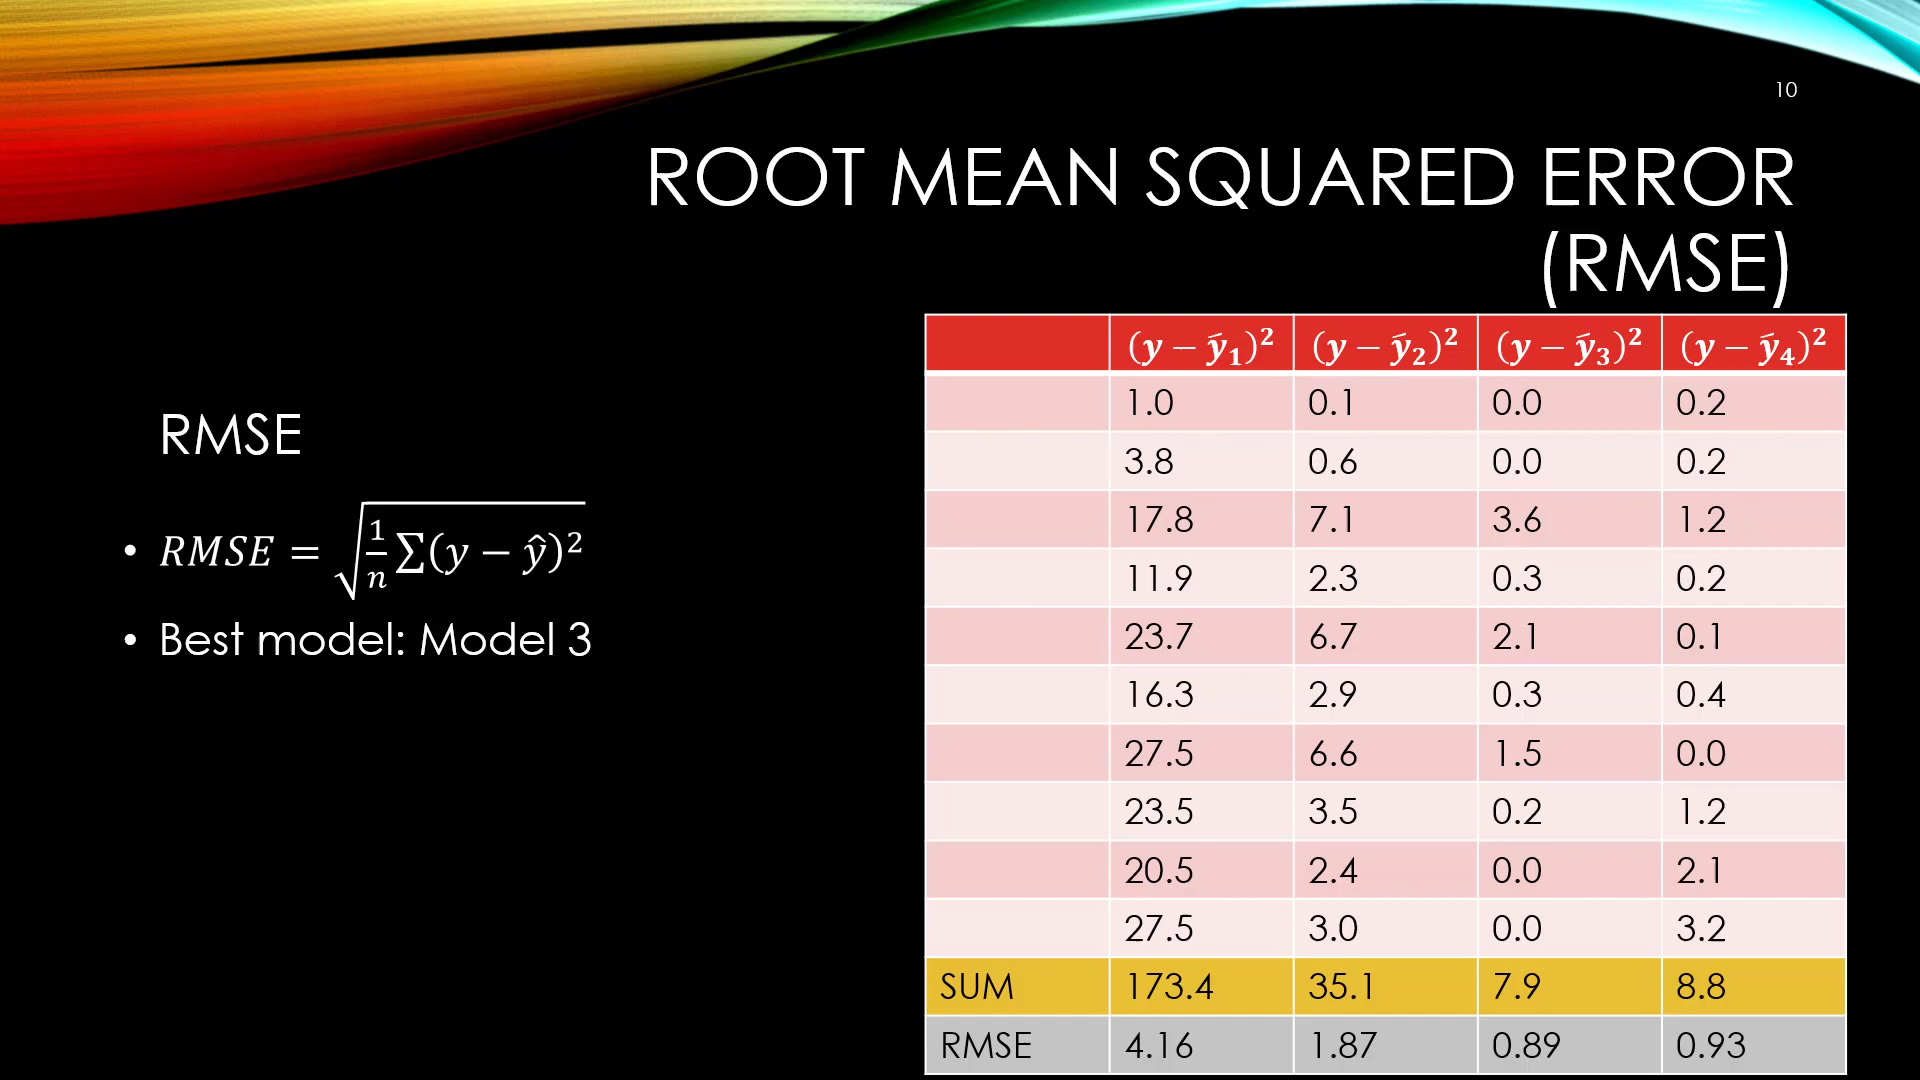 10
ROOT MEAN SQUARED ERROR
(RMSE)
RMSE
• RMSE = √(1/n ∑(y − ŷ)²)
• Best model: Model 3
(y − ȳ₁)² (y − ȳ₂)² (y − ȳ₃)² (y − ȳ₄)²
1.0 0.1 0.0 0.2
3.8 0.6 0.0 0.2
17.8 7.1 3.6 1.2
11.9 2.3 0.3 0.2
23.7 6.7 2.1 0.1
16.3 2.9 0.3 0.4
27.5 6.6 1.5 0.0
23.5 3.5 0.2 1.2
20.5 2.4 0.0 2.1
27.5 3.0 0.0 3.2
SUM 173.4 35.1 7.9 8.8
RMSE 4.16 1.87 0.89 0.93